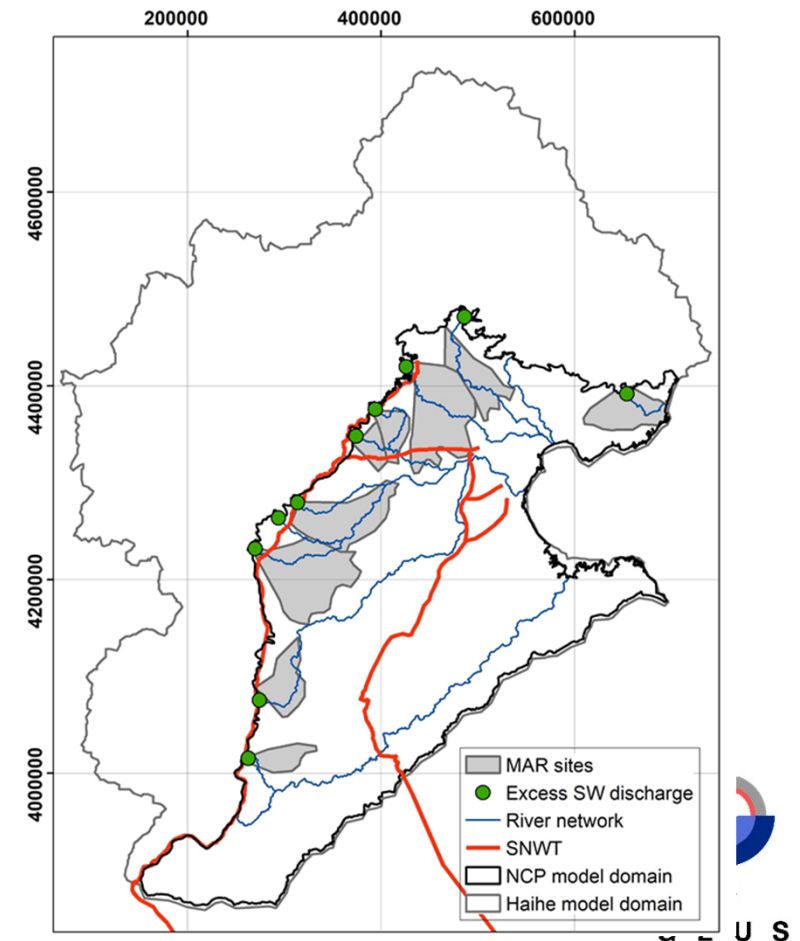 200000 400000 600000
4600000
4400000
4200000
4000000
MAR sites
Excess SW discharge
River network
SNWT
NCP model domain
Haihe model domain
U S